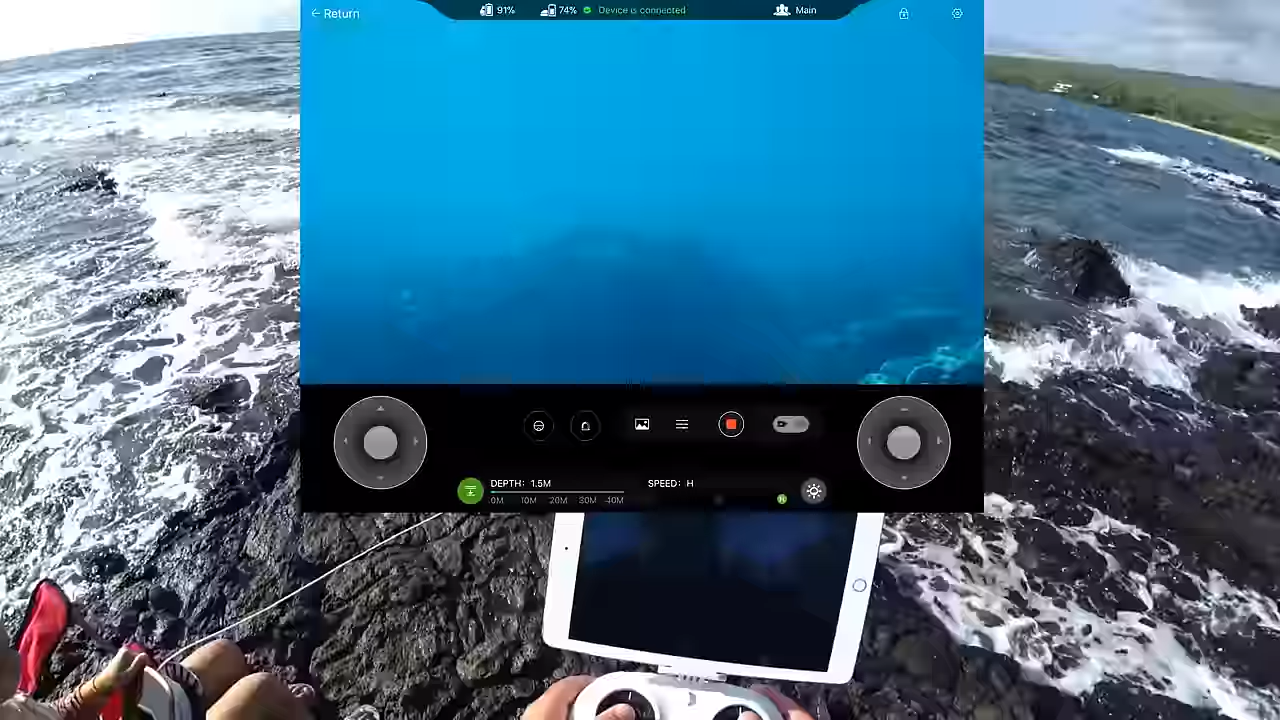 ← Return
91%
74%
Device is connected
Main
DEPTH: 1.5M
SPEED: H
0M 10M 20M 30M 40M